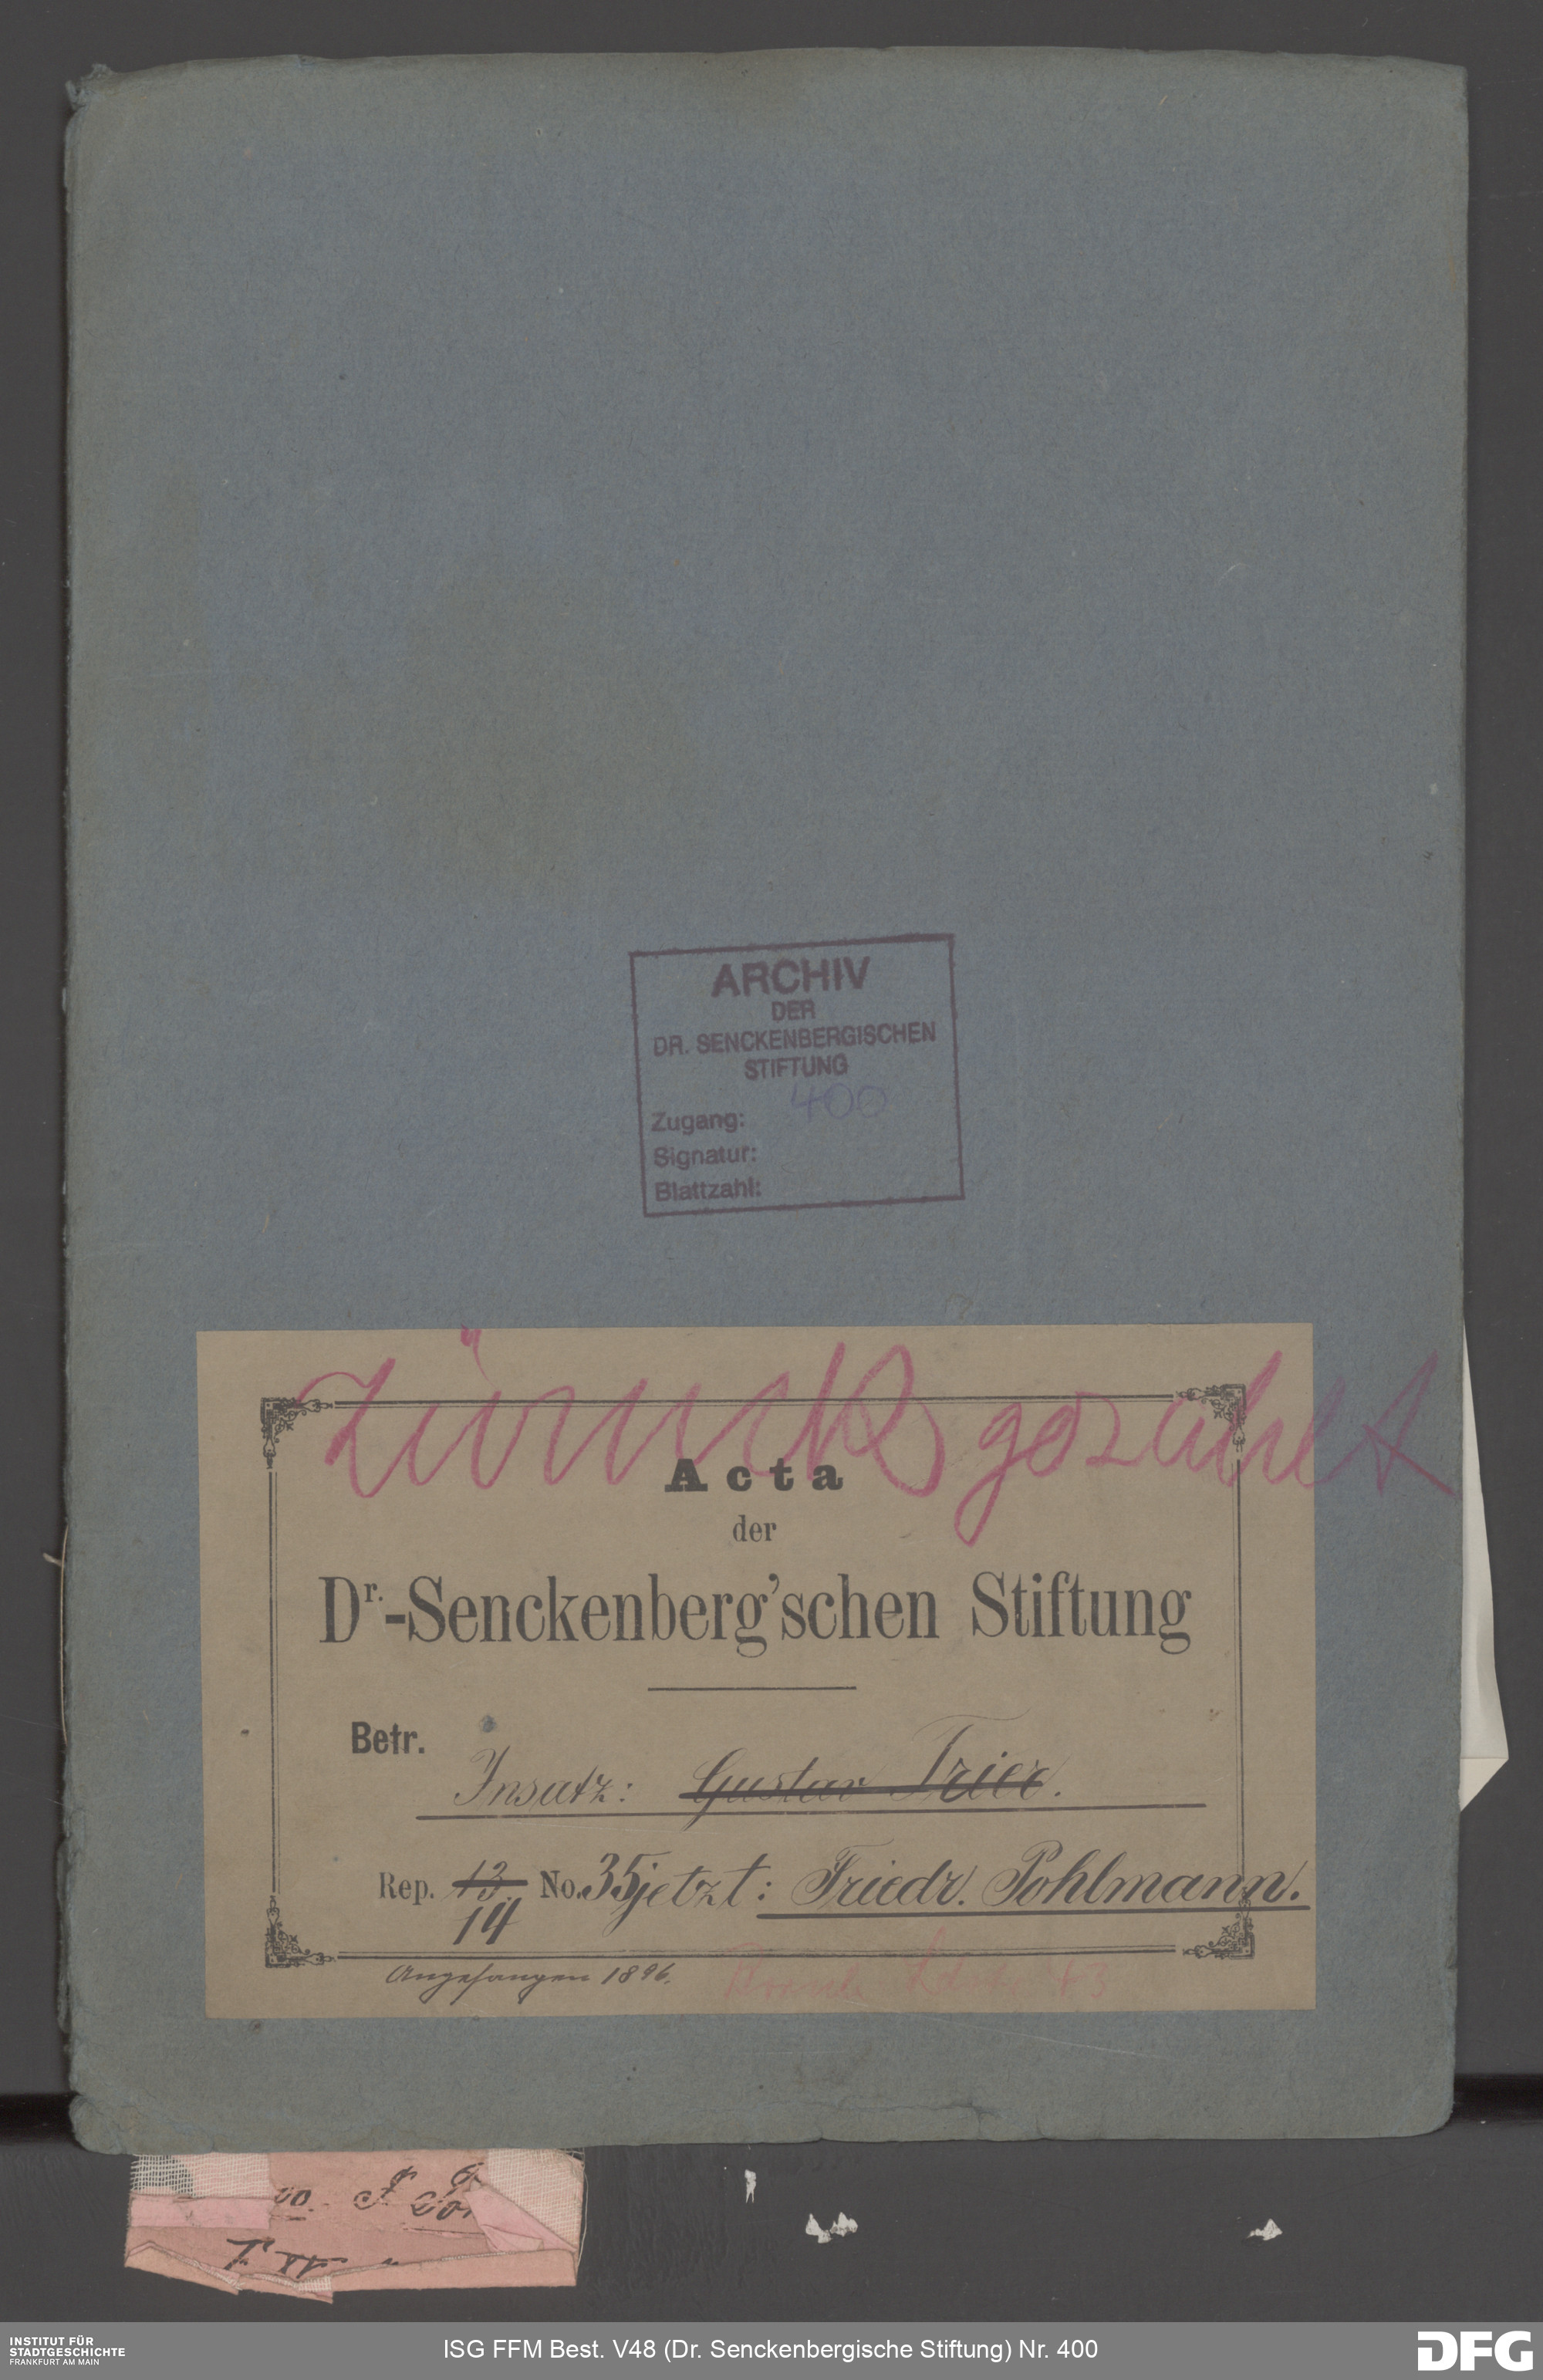 ARCHIV
DER
DR. SENCKENBERGISCHEN
STIFTUNG
400
Zugang:
Signatur:
Blattzahl:
zürückgezahlt
Acta
der
Dr.-Senckenberg'schen Stiftung
Betr.
Insatz: Gustav Trier.
Rep. 13. No. 35 jetzt: Friedr. Pohlmann.
14
Angefangen 1896.
INSTITUT FÜR
STADTGESCHICHTE
FRANKFURT AM MAIN
ISG FFM Best. V48 (Dr. Senckenbergische Stiftung) Nr. 400
DFG